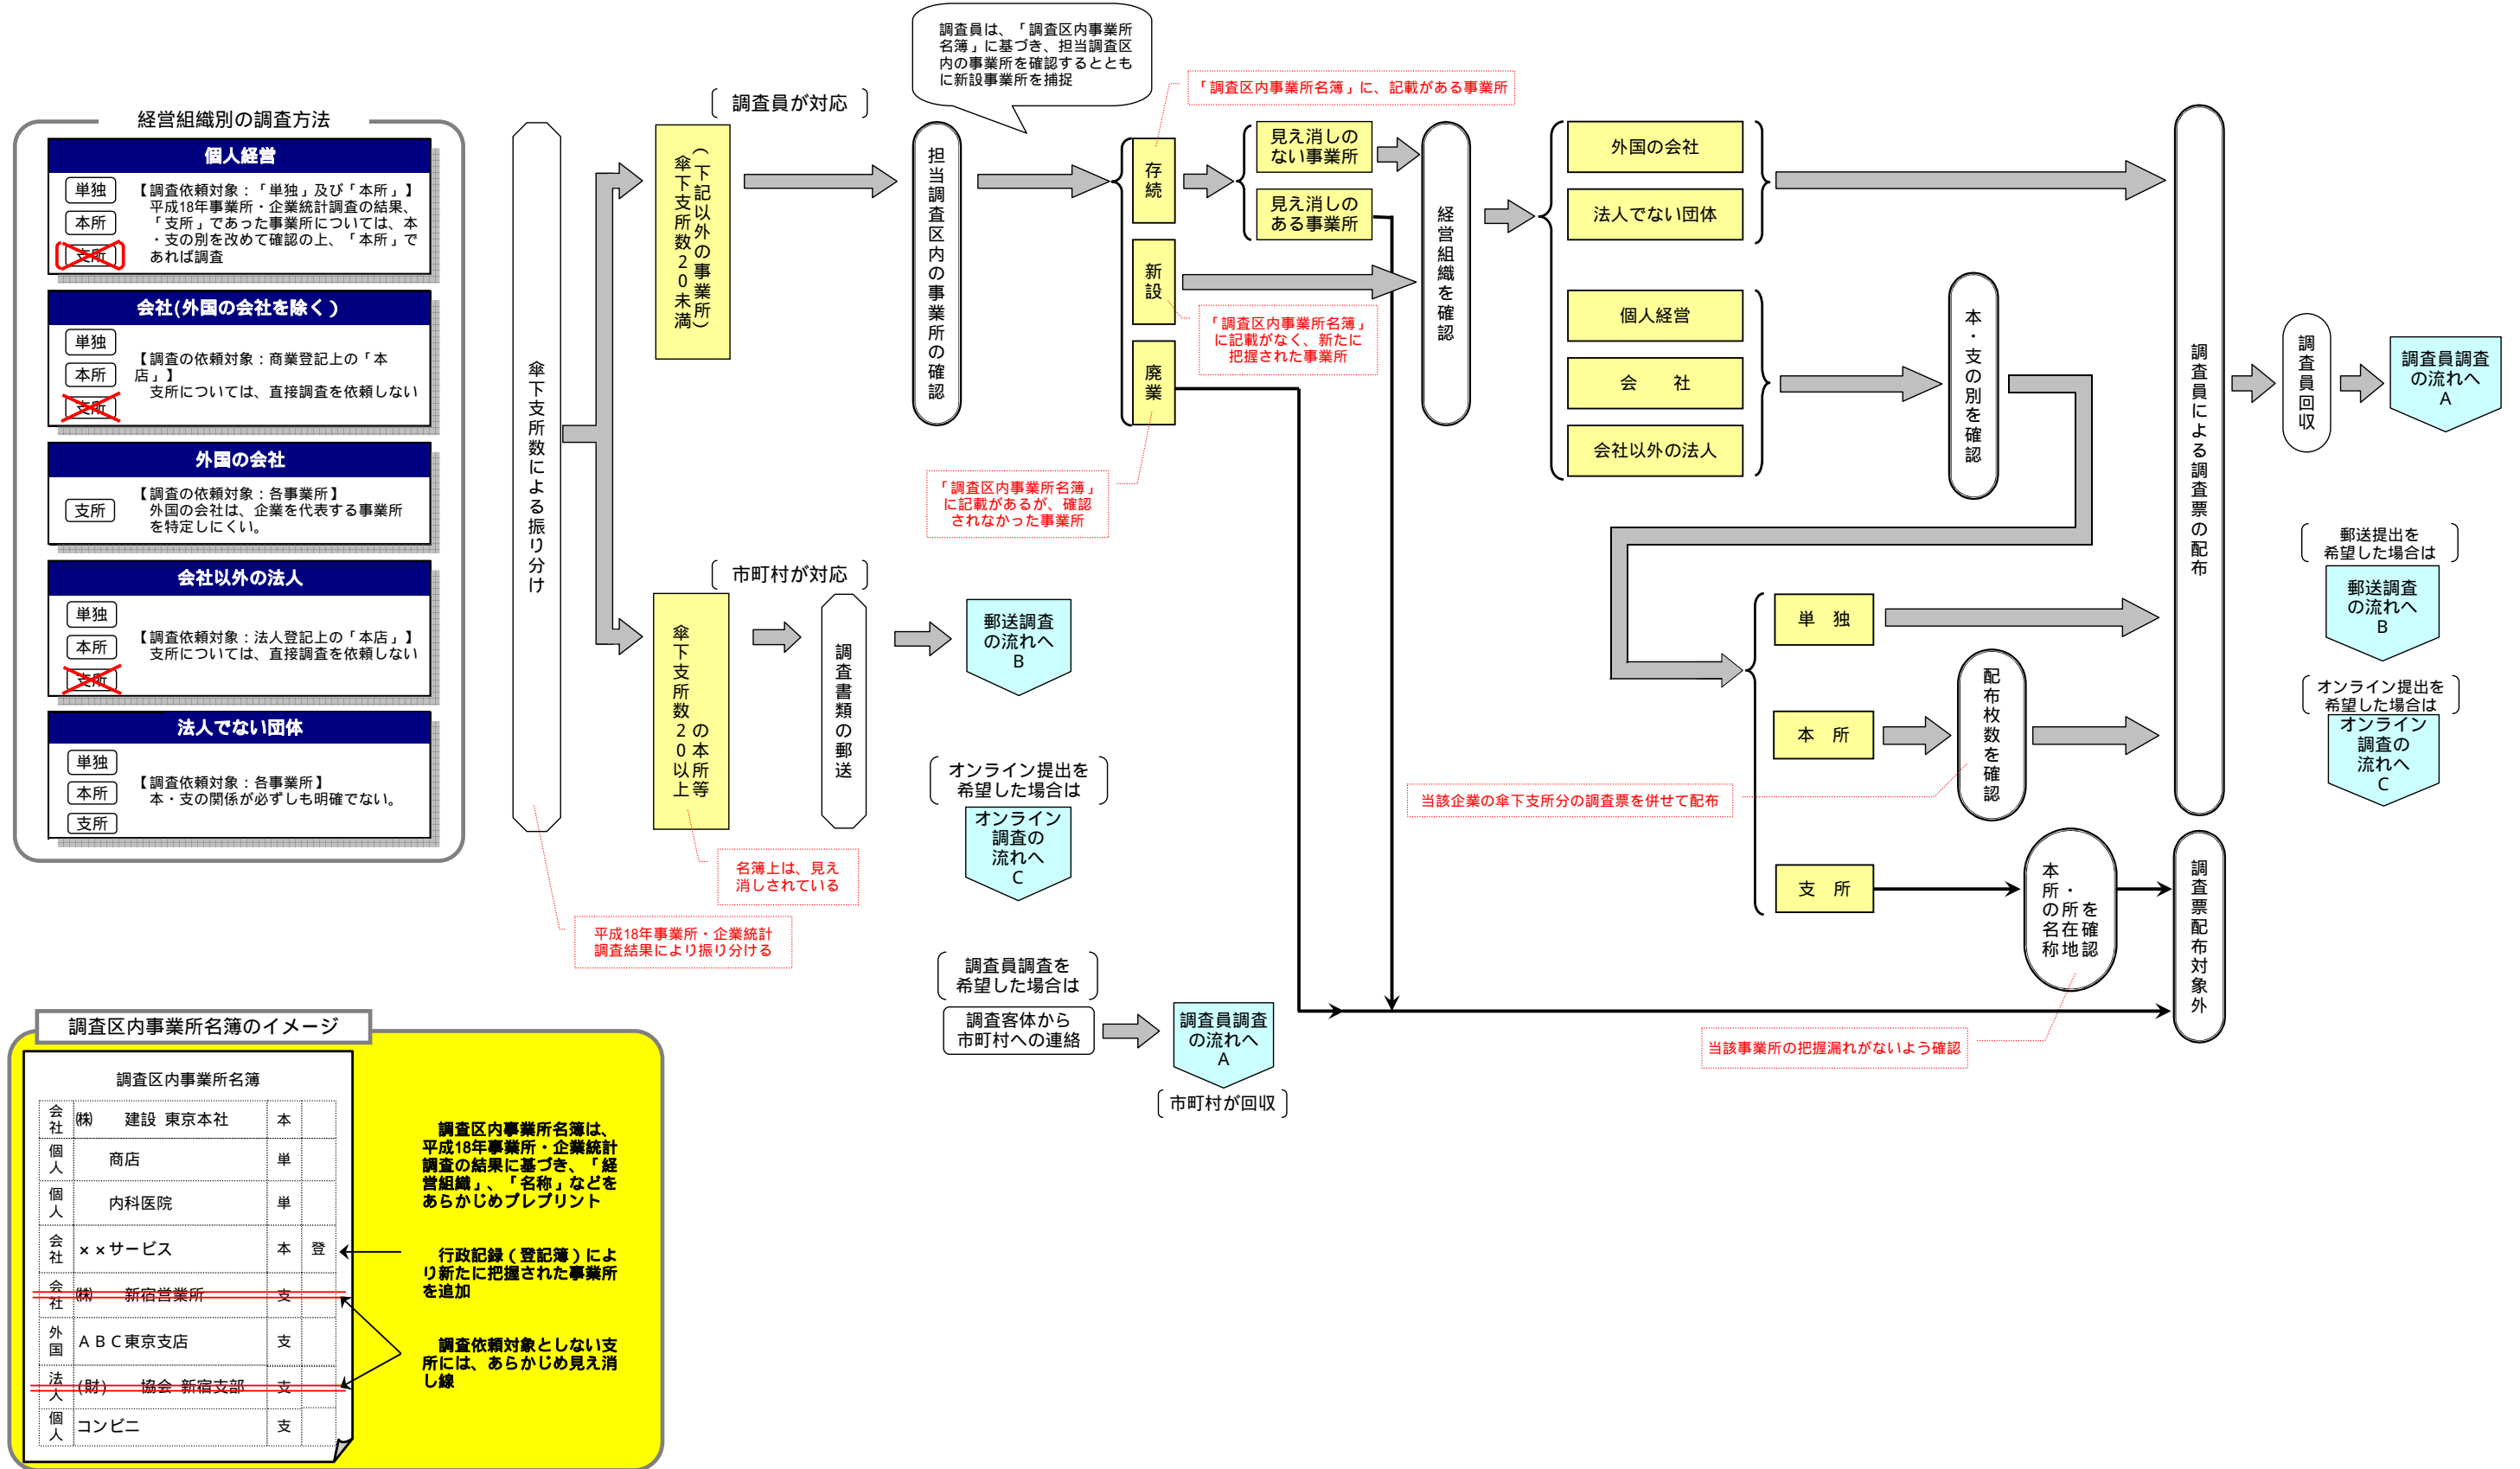 経営組織別の調査方法
個人経営
単独
本所
支所
【調査依頼対象：「単独」及び「本所」】
平成18年事業所・企業統計調査の結果、
「支所」であった事業所については、本
・支の別を改めて確認の上、「本所」で
あれば調査
会社(外国の会社を除く)
単独
本所
支所
【調査の依頼対象：商業登記上の「本
店」】
支所については、直接調査を依頼しない
外国の会社
支所
【調査の依頼対象：各事業所】
外国の会社は、企業を代表する事業所
を特定しにくい。
会社以外の法人
単独
本所
支所
【調査依頼対象：法人登記上の「本店」】
支所については、直接調査を依頼しない
法人でない団体
単独
本所
支所
【調査依頼対象：各事業所】
本・支の関係が必ずしも明確でない。
傘下支所数による振り分け
平成18年事業所・企業統計
調査結果により振り分ける
調査員が対応
傘下支所数20未満
(下記以外の事業所)
調査員は、「調査区内事業所
名簿」に基づき、担当調査区
内の事業所を確認するととも
に新設事業所を捕捉
担当調査区内の事業所の確認
存続
新設
廃業
「調査区内事業所名簿」に、記載がある事業所
「調査区内事業所名簿」
に記載がなく、新たに
把握された事業所
「調査区内事業所名簿」
に記載があるが、確認
されなかった事業所
見え消しの
ない事業所
見え消しの
ある事業所
経営組織を確認
外国の会社
法人でない団体
個人経営
会　　社
会社以外の法人
本・支の別を確認
単　独
本　所
支　所
配布枚数を確認
当該企業の傘下支所分の調査票を併せて配布
本所の名称
・所在地
を確認
当該事業所の把握漏れがないよう確認
調査員による調査票の配布
調査票配布対象外
調査員回収
調査員調査
の流れへ
A
郵送提出を
希望した場合は
郵送調査
の流れへ
B
オンライン提出を
希望した場合は
オンライン
調査の
流れへ
C
市町村が対応
傘下支所数20以上
の本所等
名簿上は、見え
消しされている
調査書類の郵送
郵送調査
の流れへ
B
オンライン提出を
希望した場合は
オンライン
調査の
流れへ
C
調査員調査を
希望した場合は
調査客体から
市町村への連絡
調査員調査
の流れへ
A
市町村が回収
調査区内事業所名簿のイメージ
調査区内事業所名簿
会社 ㈱　　建設 東京本社 本
個人 　　商店 単
個人 　　内科医院 単
会社 ××サービス 本 登
会社 ㈱　　新宿営業所 支
外国 ＡＢＣ東京支店 支
法人 (財)　　協会 新宿支部 支
個人 コンビニ 支
調査区内事業所名簿は、
平成18年事業所・企業統計
調査の結果に基づき、「経
営組織」、「名称」などを
あらかじめプレプリント
行政記録(登記簿)によ
り新たに把握された事業所
を追加
調査依頼対象としない支
所には、あらかじめ見え消
し線